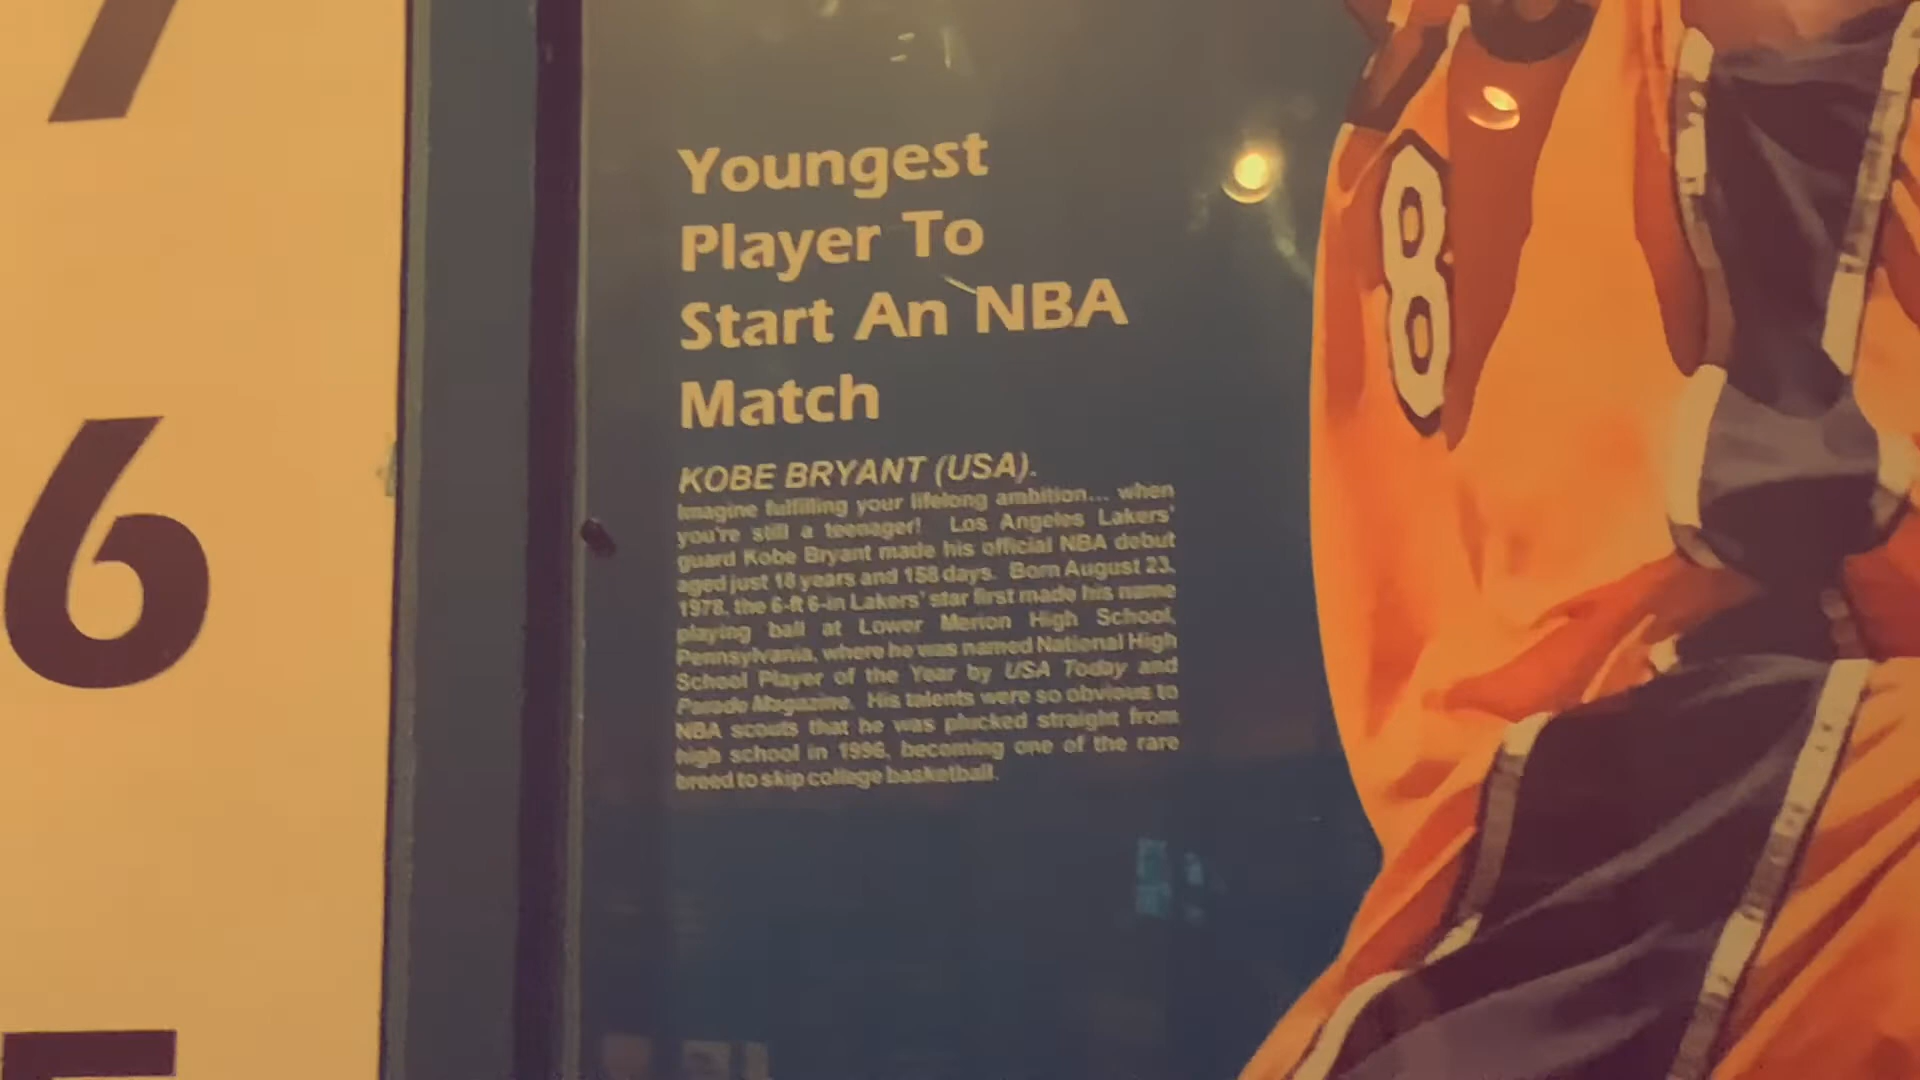 7
6
5
Youngest
Player To
Start An NBA
Match
KOBE BRYANT (USA).
Imagine fulfilling your lifelong ambition... when
you're still a teenager! Los Angeles Lakers'
guard Kobe Bryant made his official NBA debut
aged just 18 years and 158 days. Born August 23,
1978, the 6-ft 6-in Lakers' star first made his name
playing ball at Lower Merion High School,
Pennsylvania, where he was named National High
School Player of the Year by USA Today and
Parade Magazine. His talents were so obvious to
NBA scouts that he was plucked straight from
high school in 1996, becoming one of the rare
breed to skip college basketball.
8